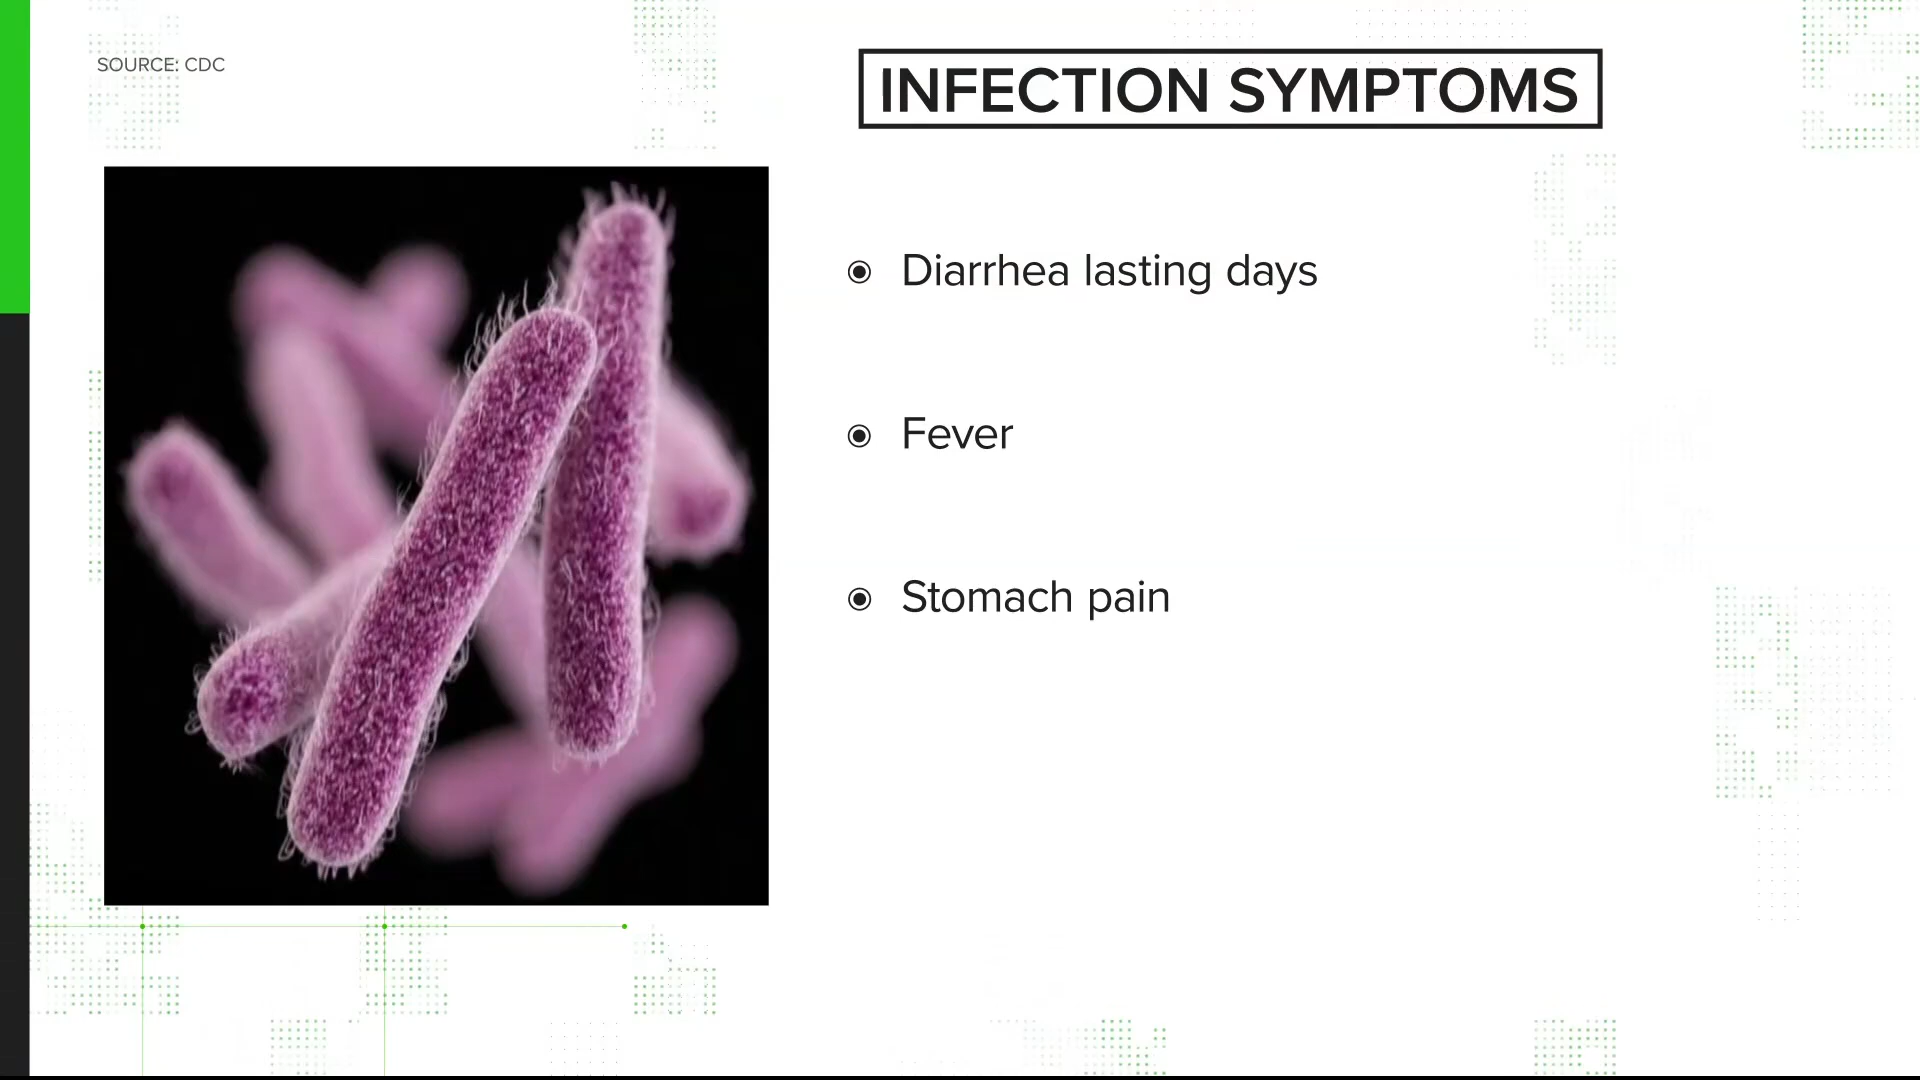 SOURCE: CDC
INFECTION SYMPTOMS
Diarrhea lasting days
Fever
Stomach pain